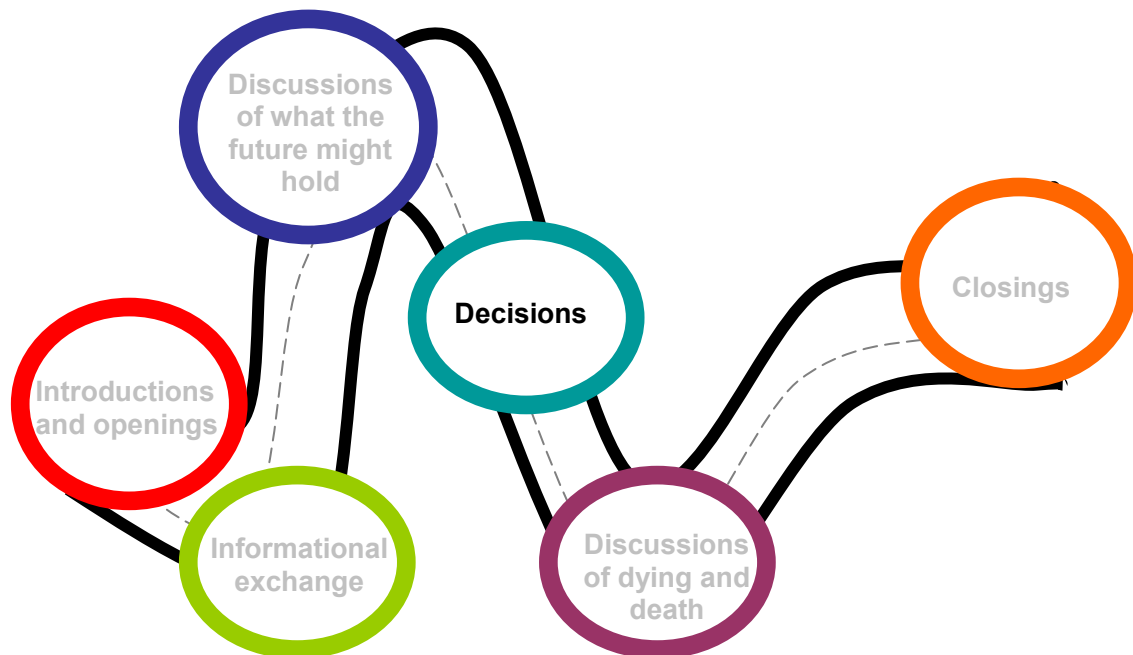 Introductions
and openings
Informational
exchange
Discussions
of what the
future might
hold
Decisions
Discussions
of dying and
death
Closings